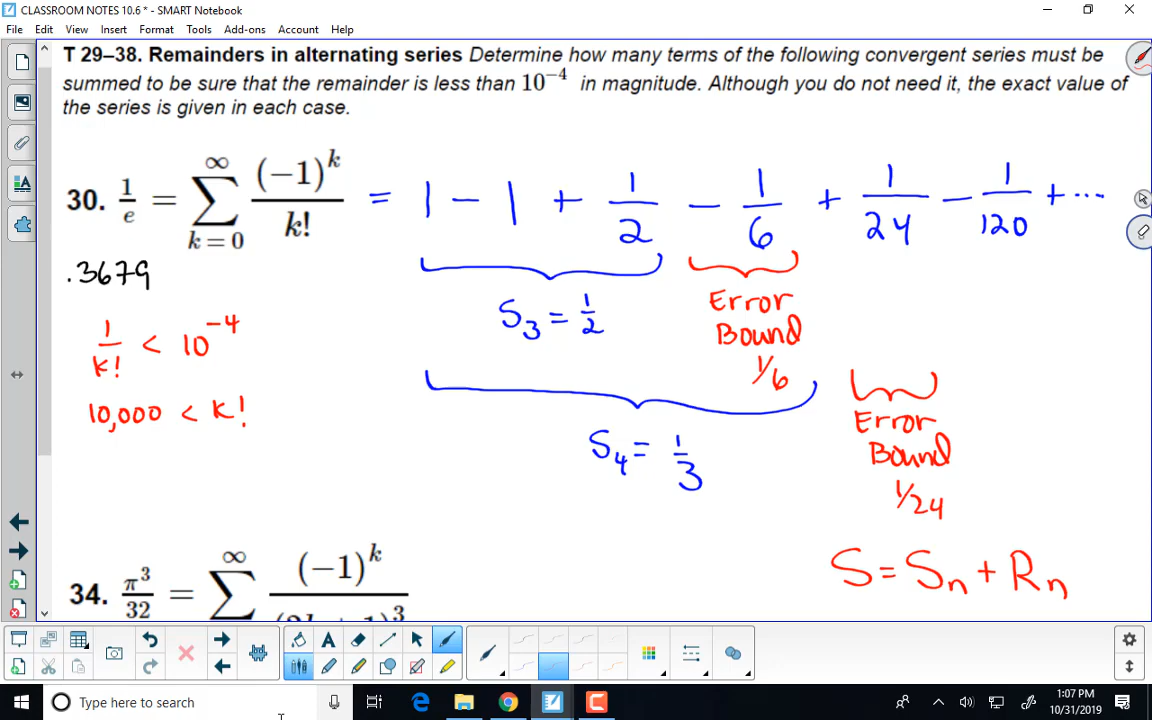 CLASSROOM NOTES 10.6 * - SMART Notebook
File Edit View Insert Format Tools Add-ons Account Help
T 29–38. Remainders in alternating series Determine how many terms of the following convergent series must be
summed to be sure that the remainder is less than 10^{-4} in magnitude. Although you do not need it, the exact value of
the series is given in each case.
30. 1/e = ∑_{k=0}^{∞} (-1)^k/k! = 1 - 1 + 1/2 - 1/6 + 1/24 - 1/120 + ...
.3679
S_3 = 1/2
Error
Bound
1/6
1/k! < 10^{-4}
10,000 < k!
S_4 = 1/3
Error
Bound
1/24
S = S_n + R_n
34. π^3/32 = ∑^{∞} (-1)^k
Type here to search
1:07 PM
10/31/2019